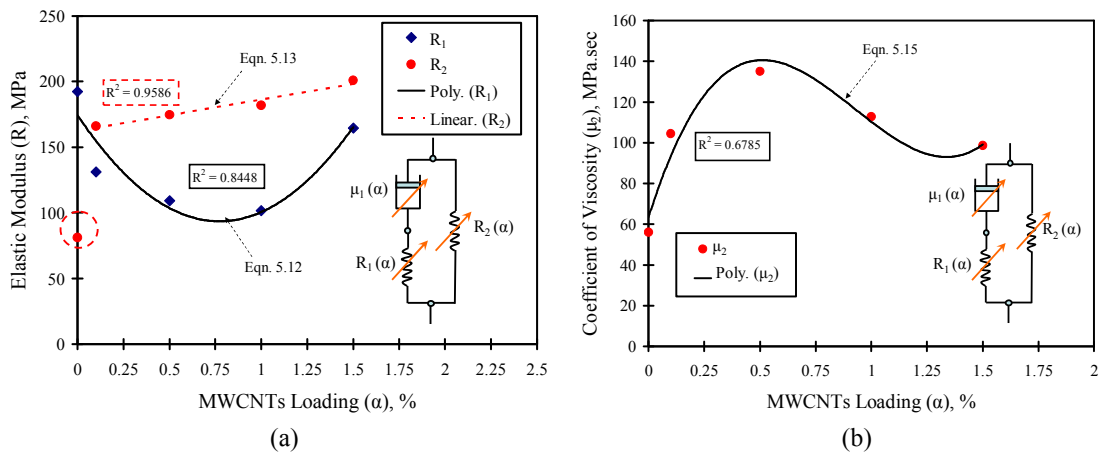 250
200
150
100
50
0
Elastic Modulus (R), MPa
0 0.25 0.5 0.75 1 1.25 1.5 1.75 2 2.25 2.5
MWCNTs Loading (α), %
Eqn. 5.13
R² = 0.9586
R² = 0.8448
Eqn. 5.12
R₁
R₂
Poly. (R₁)
Linear. (R₂)
μ₁ (α)
R₂ (α)
R₁ (α)
(a)
160
140
120
100
80
60
40
20
0
Coefficient of Viscosity (μ₂), MPa.sec
0 0.25 0.5 0.75 1 1.25 1.5 1.75 2
MWCNTs Loading (α), %
Eqn. 5.15
R² = 0.6785
μ₂
Poly. (μ₂)
μ₁ (α)
R₂ (α)
R₁ (α)
(b)